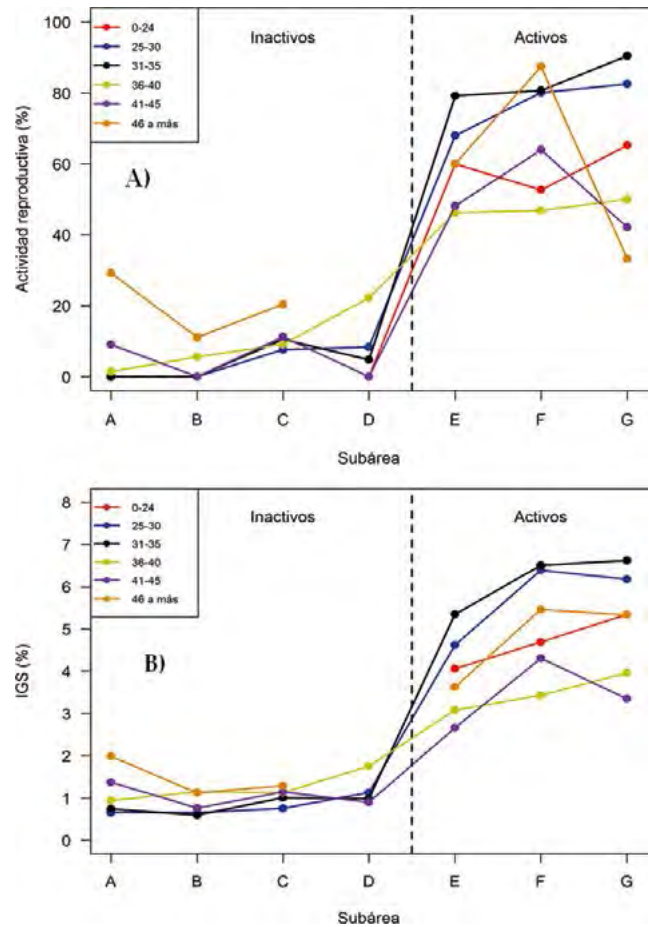 100
80
60
40
20
0
Actividad reproductiva (%)
0-24
25-30
31-35
36-40
41-45
46 a más
Inactivos
Activos
A)
A B C D E F G
Subárea
8
7
6
5
4
3
2
1
0
IGS (%)
0-24
25-30
31-35
36-40
41-45
46 a más
Inactivos
Activos
B)
A B C D E F G
Subárea